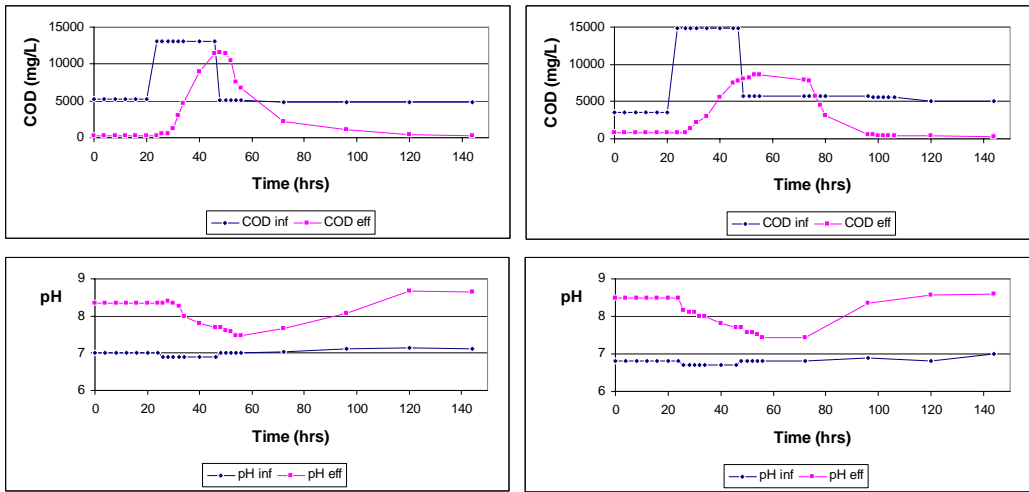 15000
10000
5000
0
COD (mg/L)
0 20 40 60 80 100 120 140
Time (hrs)
COD inf COD eff
15000
10000
5000
0
COD (mg/L)
0 20 40 60 80 100 120 140
Time (hrs)
COD inf COD eff
9
8
7
6
pH
0 20 40 60 80 100 120 140
Time (hrs)
pH inf pH eff
9
8
7
6
pH
0 20 40 60 80 100 120 140
Time (hrs)
pH inf pH eff